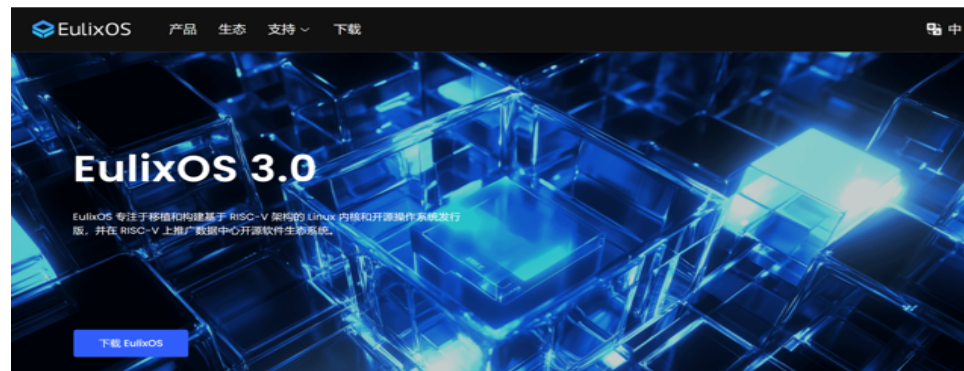 EulixOS 产品 生态 支持 下载 中
EulixOS 3.0
EulixOS 专注于移植和构建基于 RISC-V 架构的 Linux 内核和开源操作系统发行
版，并在 RISC-V 上推广数据中心开源软件生态系统。
下载 EulixOS